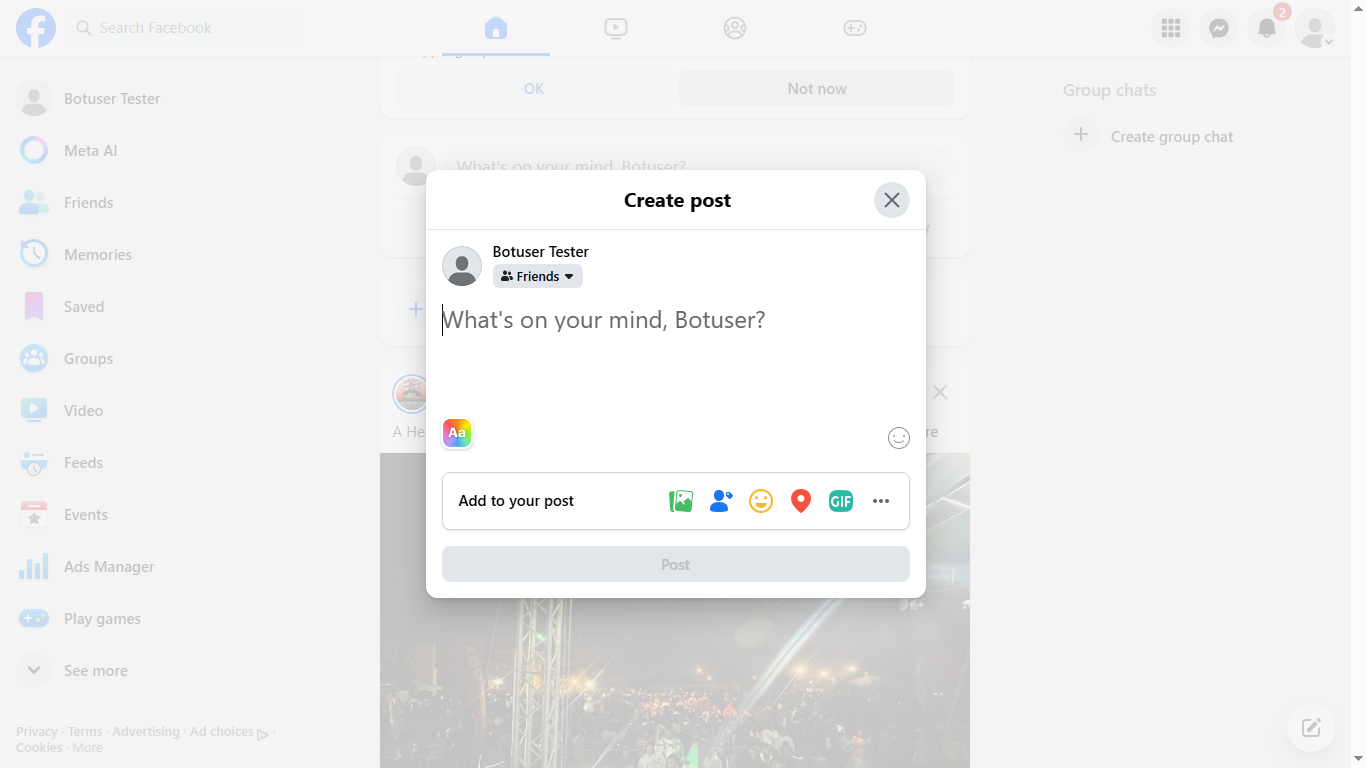 Search Facebook
2
Botuser Tester
Meta AI
Friends
Memories
Saved
Groups
Video
Feeds
Events
Ads Manager
Play games
See more
Privacy · Terms · Advertising · Ad choices ·
Cookies · More
OK
Not now
What's on your mind, Botuser?
Create post
Botuser Tester
Friends
What's on your mind, Botuser?
Aa
Add to your post
GIF
Post
Group chats
Create group chat